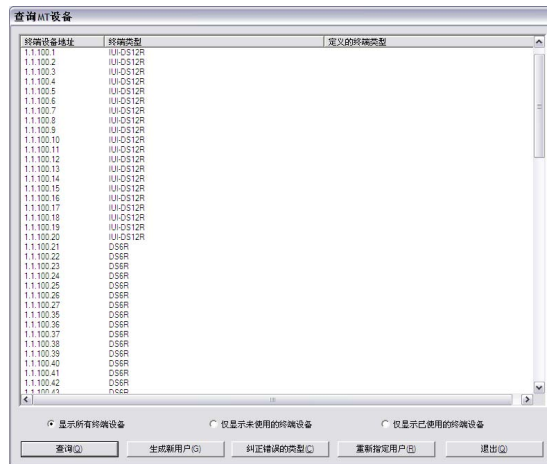 查询MT设备
终端设备地址 终端类型 定义的终端类型
1.1.100.1 IUI-DS12R
1.1.100.2 IUI-DS12R
1.1.100.3 IUI-DS12R
1.1.100.4 IUI-DS12R
1.1.100.5 IUI-DS12R
1.1.100.6 IUI-DS12R
1.1.100.7 IUI-DS12R
1.1.100.8 IUI-DS12R
1.1.100.9 IUI-DS12R
1.1.100.10 IUI-DS12R
1.1.100.11 IUI-DS12R
1.1.100.12 IUI-DS12R
1.1.100.13 IUI-DS12R
1.1.100.14 IUI-DS12R
1.1.100.15 IUI-DS12R
1.1.100.16 IUI-DS12R
1.1.100.17 IUI-DS12R
1.1.100.18 IUI-DS12R
1.1.100.19 IUI-DS12R
1.1.100.20 IUI-DS12R
1.1.100.21 DS6R
1.1.100.22 DS6R
1.1.100.23 DS6R
1.1.100.24 DS6R
1.1.100.25 DS6R
1.1.100.26 DS6R
1.1.100.27 DS6R
1.1.100.35 DS6R
1.1.100.36 DS6R
1.1.100.37 DS6R
1.1.100.38 DS6R
1.1.100.39 DS6R
1.1.100.40 DS6R
1.1.100.41 DS6R
1.1.100.42 DS6R
1.1.100.43 DS6R
显示所有终端设备 仅显示未使用的终端设备 仅显示已使用的终端设备
查询(Q) 生成新用户(G) 纠正错误的类型(C) 重新指定用户(R) 退出(Q)